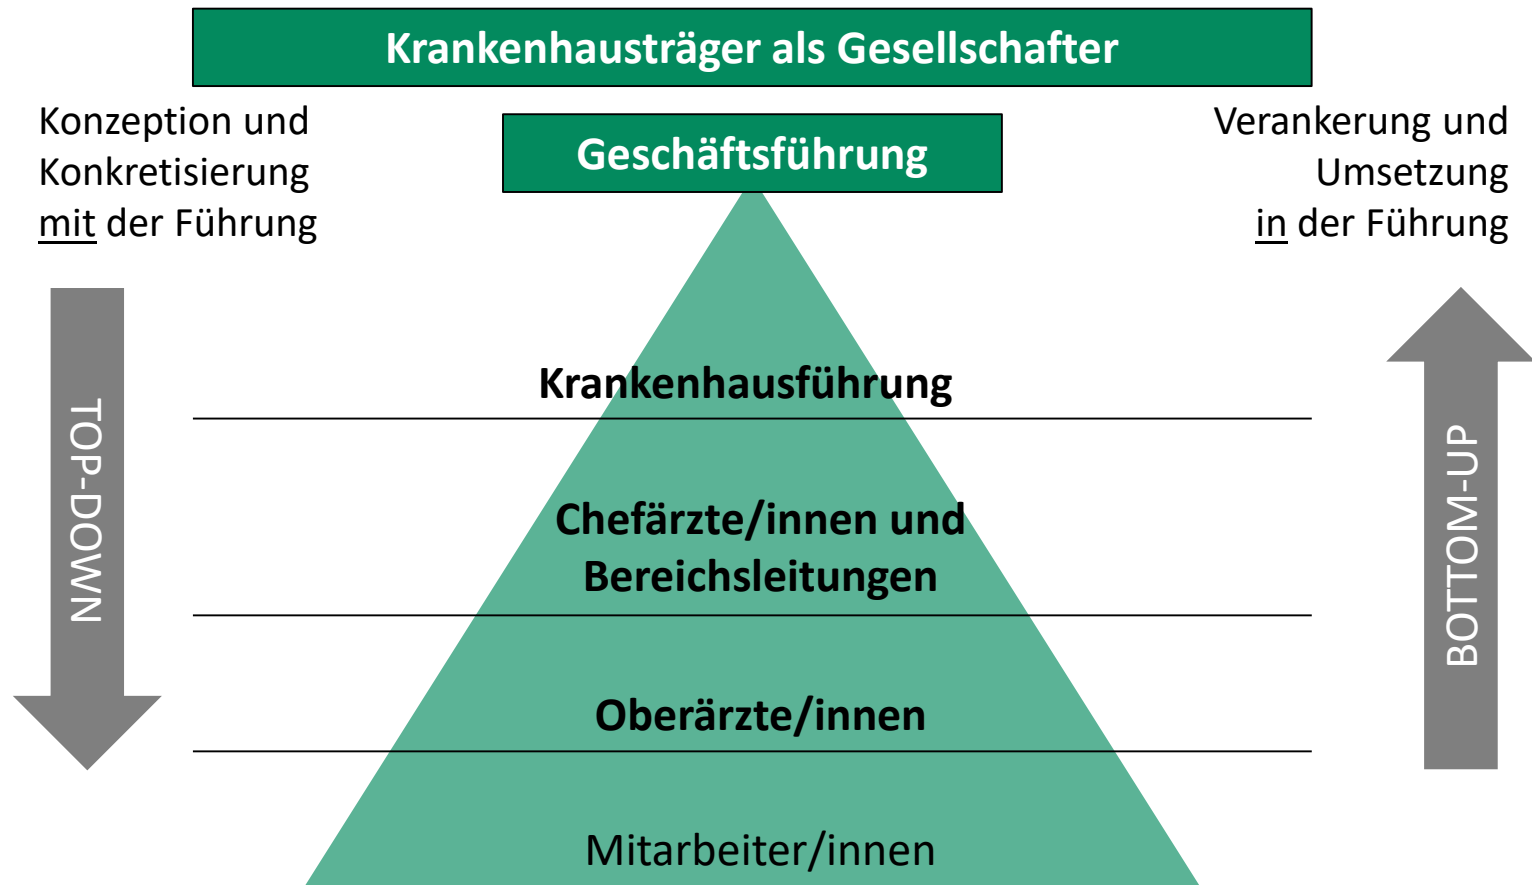 Krankenhausträger als Gesellschafter
Konzeption und
Konkretisierung
mit der Führung
Geschäftsführung
Verankerung und
Umsetzung
in der Führung
TOP-DOWN
Krankenhausführung
Chefärzte/innen und
Bereichsleitungen
Oberärzte/innen
Mitarbeiter/innen
BOTTOM-UP